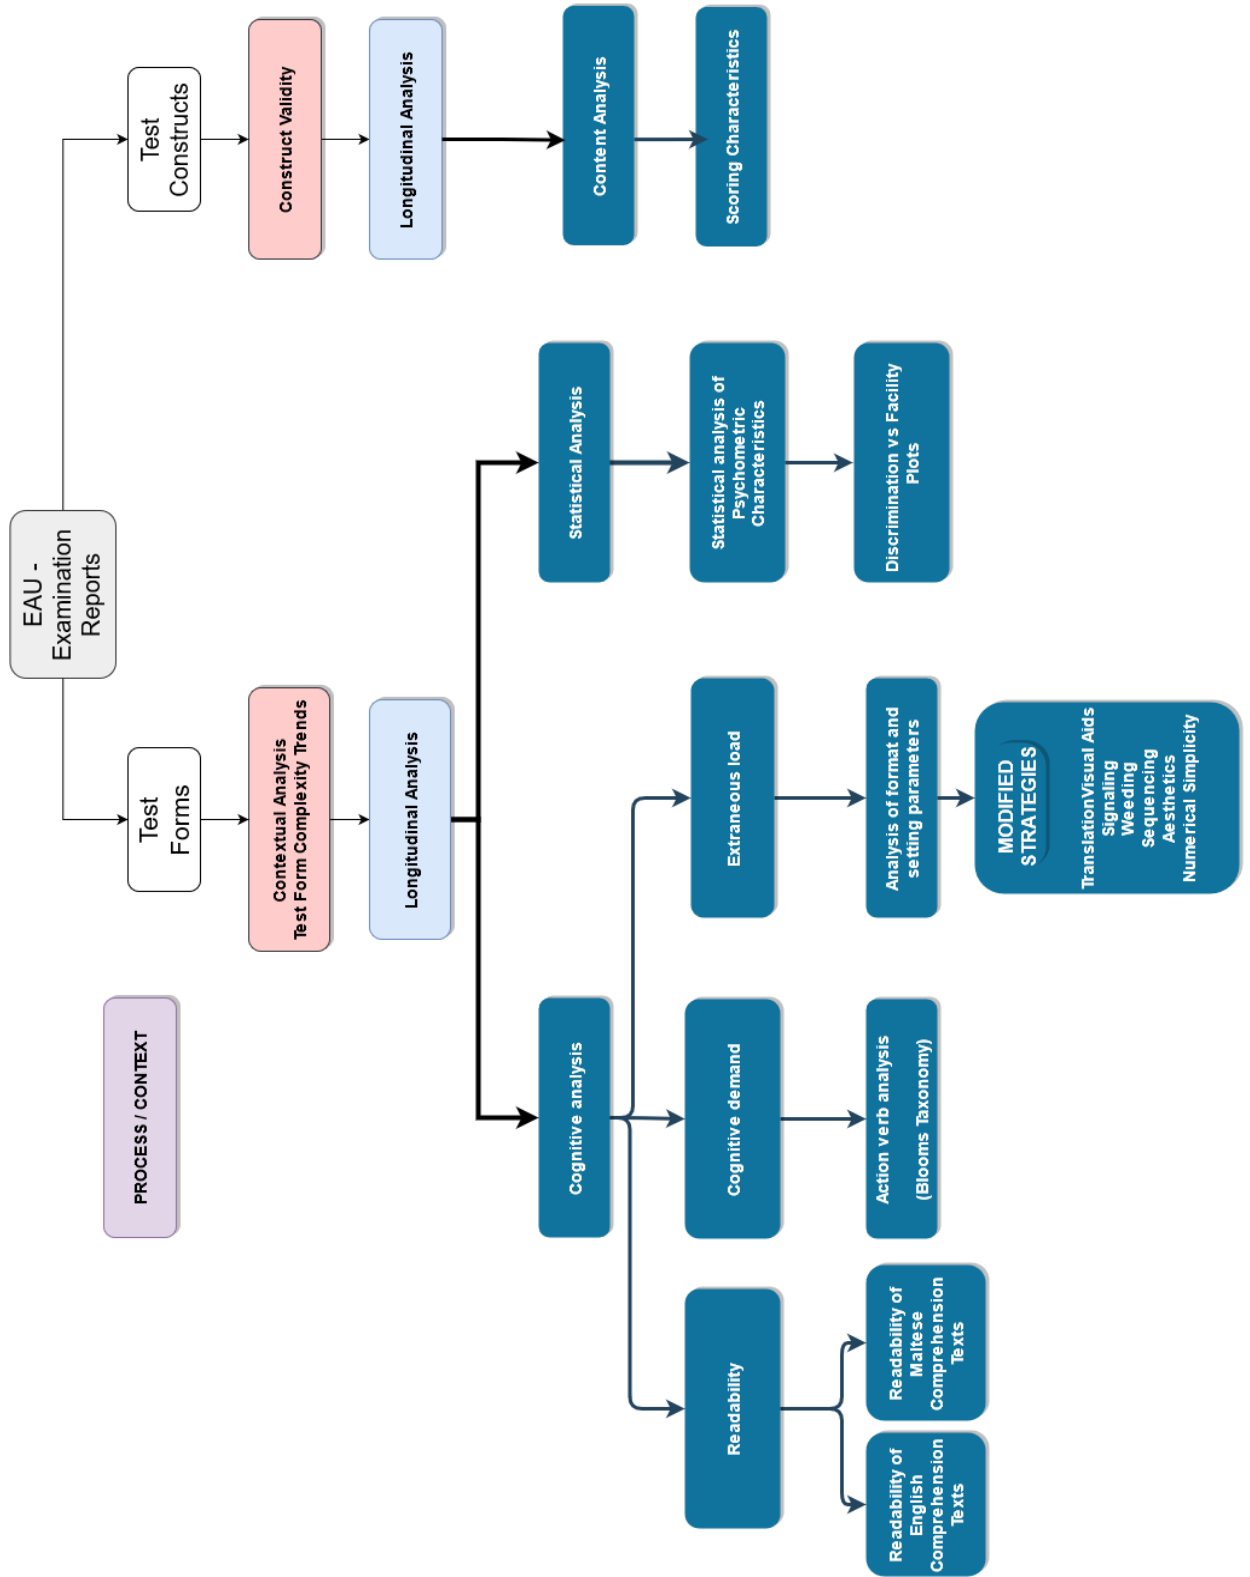 EAU -
Examination
Reports
Test
Forms
Test
Constructs
PROCESS / CONTEXT
Contextual Analysis
Test Form Complexity Trends
Construct Validity
Longitudinal Analysis
Longitudinal Analysis
Cognitive analysis
Statistical Analysis
Content Analysis
Readability
Cognitive demand
Extraneous load
Statistical analysis of
Psychometric
Characteristics
Scoring Characteristics
Readability of
English
Comprehension
Texts
Readability of
Maltese
Comprehension
Texts
Action verb analysis
(Blooms Taxonomy)
Analysis of format and
setting parameters
Discrimination vs Facility
Plots
MODIFIED
STRATEGIES
TranslationVisual Aids
Signaling
Weeding
Sequencing
Aesthetics
Numerical Simplicity